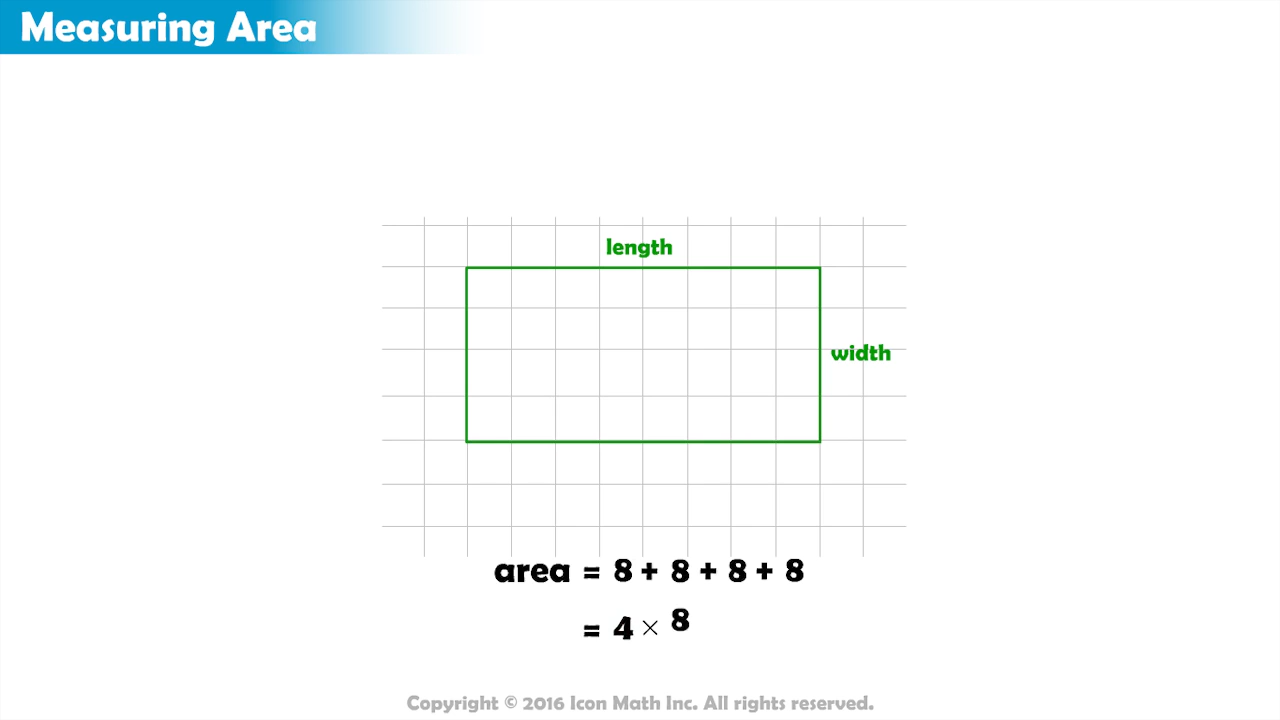 Measuring Area
length
width
area = 8 + 8 + 8 + 8
= 4 × 8
Copyright © 2016 Icon Math Inc. All rights reserved.